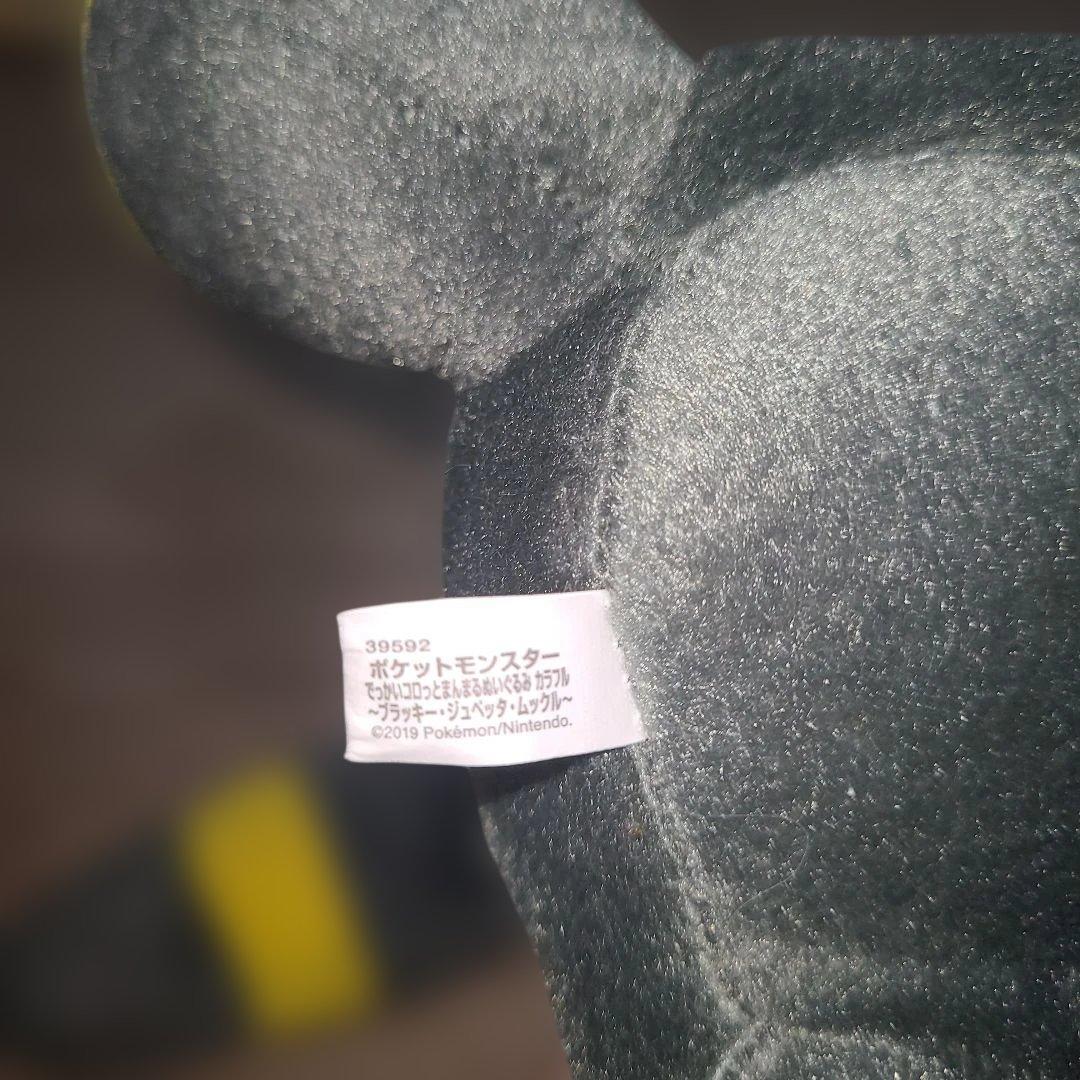 39592
ポケットモンスター
でっかいコロっとまんまるぬいぐるみ カラフル
~ブラッキー・ジュペッタ・ムックル~
©2019 Pokémon/Nintendo.